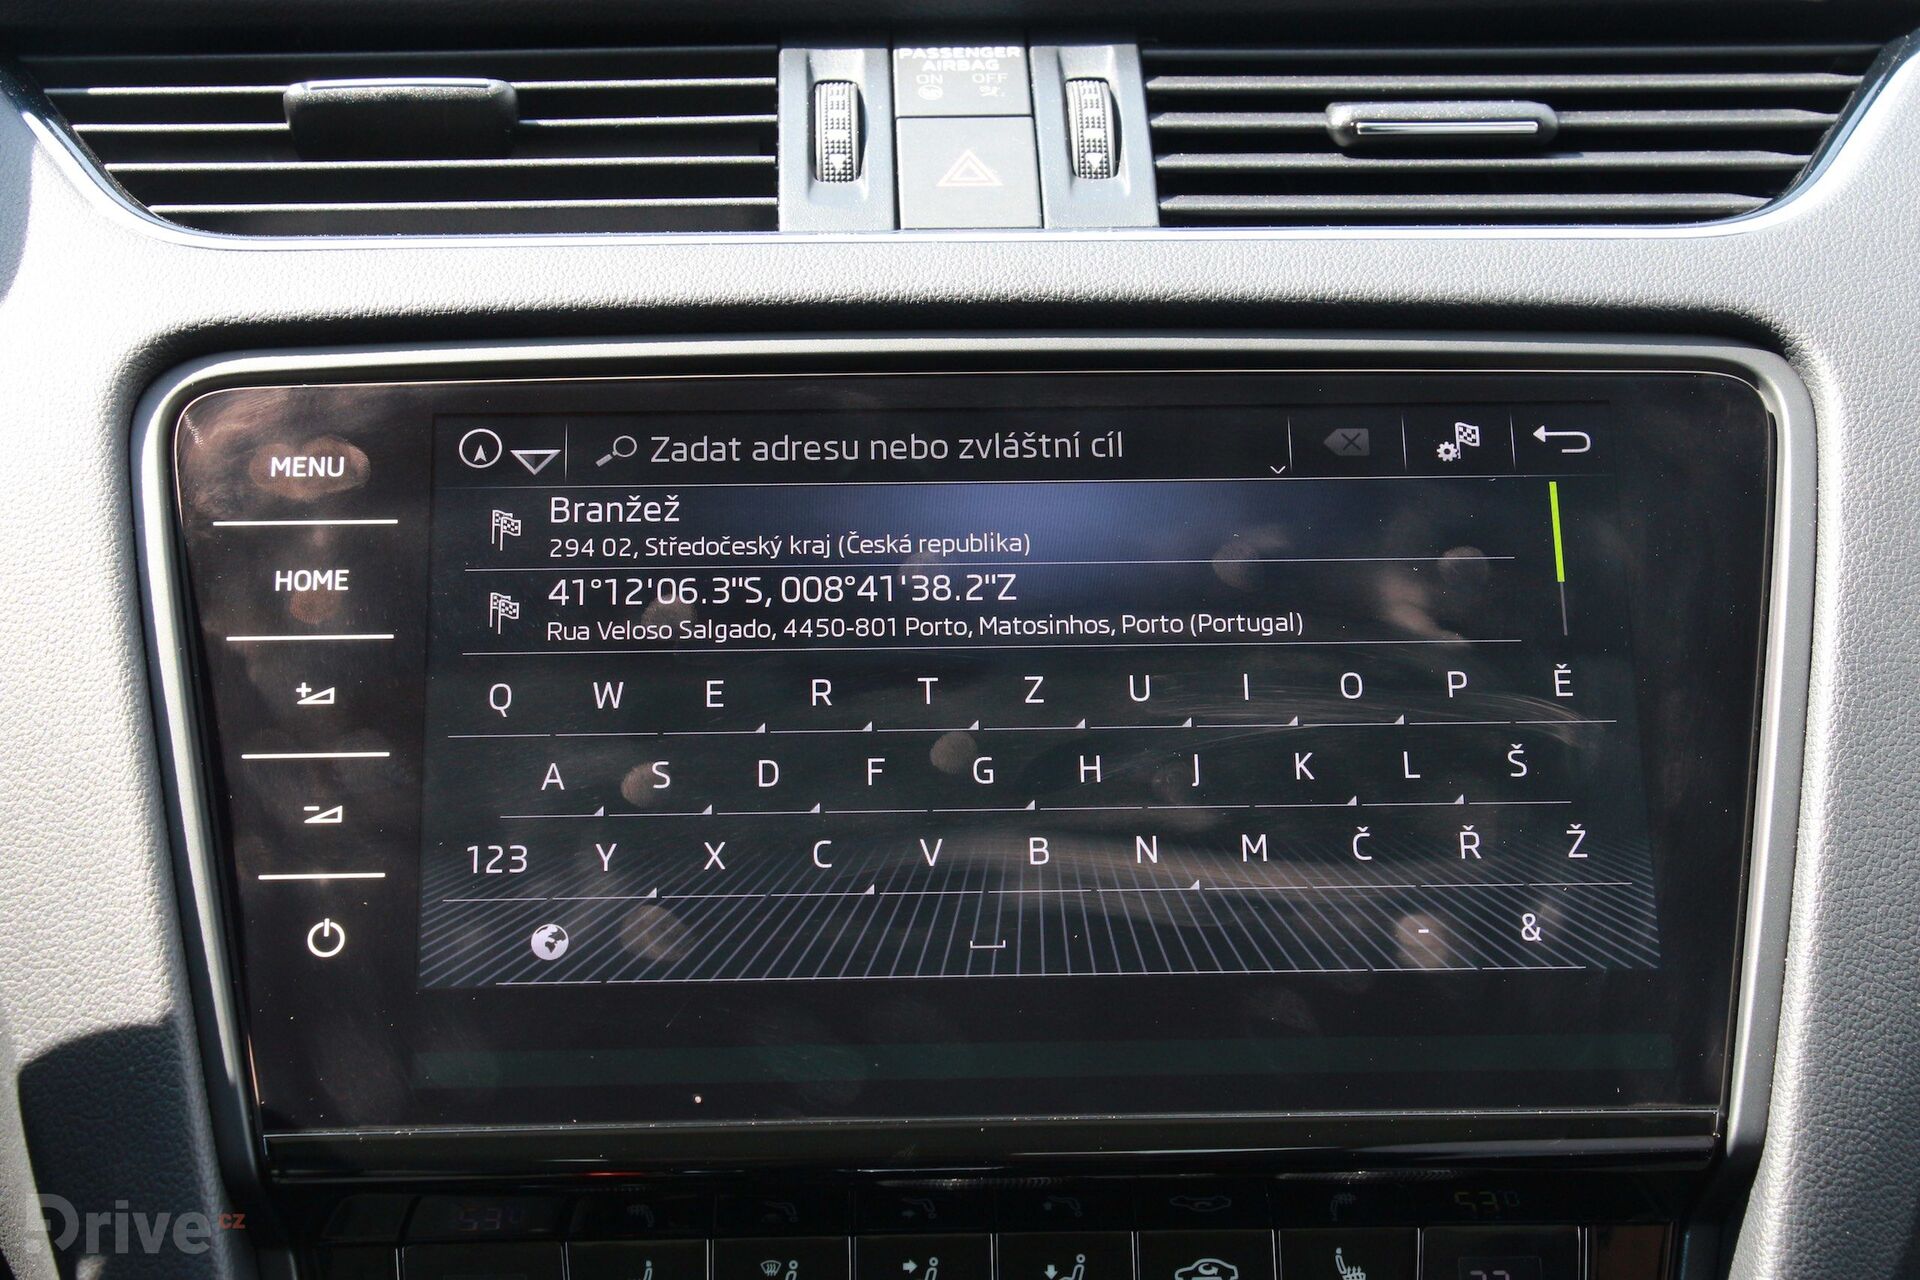 PASSENGER
AIRBAG
ON OFF
Zadat adresu nebo zvláštní cíl
MENU
Branžež
294 02, Středočeský kraj (Česká republika)
HOME
41°12'06.3"S, 008°41'38.2"Z
Rua Veloso Salgado, 4450-801 Porto, Matosinhos, Porto (Portugal)
Q W E R T Z U I O P Ě
A S D F G H J K L Š
123 Y X C V B N M Č Ř Ž
- &
Drive.cz